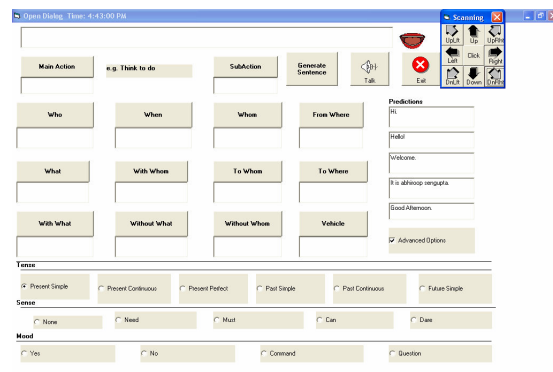 Open Dialog Time: 4:43:00 PM
Scanning
UpLft Up UpRht
Left Click Right
DnLft Down DnRht
Main Action
e.g. Think to do
SubAction
Generate
Sentence
Talk
Exit
Predictions
Who
When
Whom
From Where
Hi.
Hello!
Welcome.
What
With Whom
To Whom
To Where
It is abhiroop sengupta.
Good Afternoon.
With What
Without What
Without Whom
Vehicle
Advanced Options
Tense
Present Simple
Present Continuous
Present Perfect
Past Simple
Past Continuous
Future Simple
Sense
None
Need
Must
Can
Dare
Mood
Yes
No
Command
Question